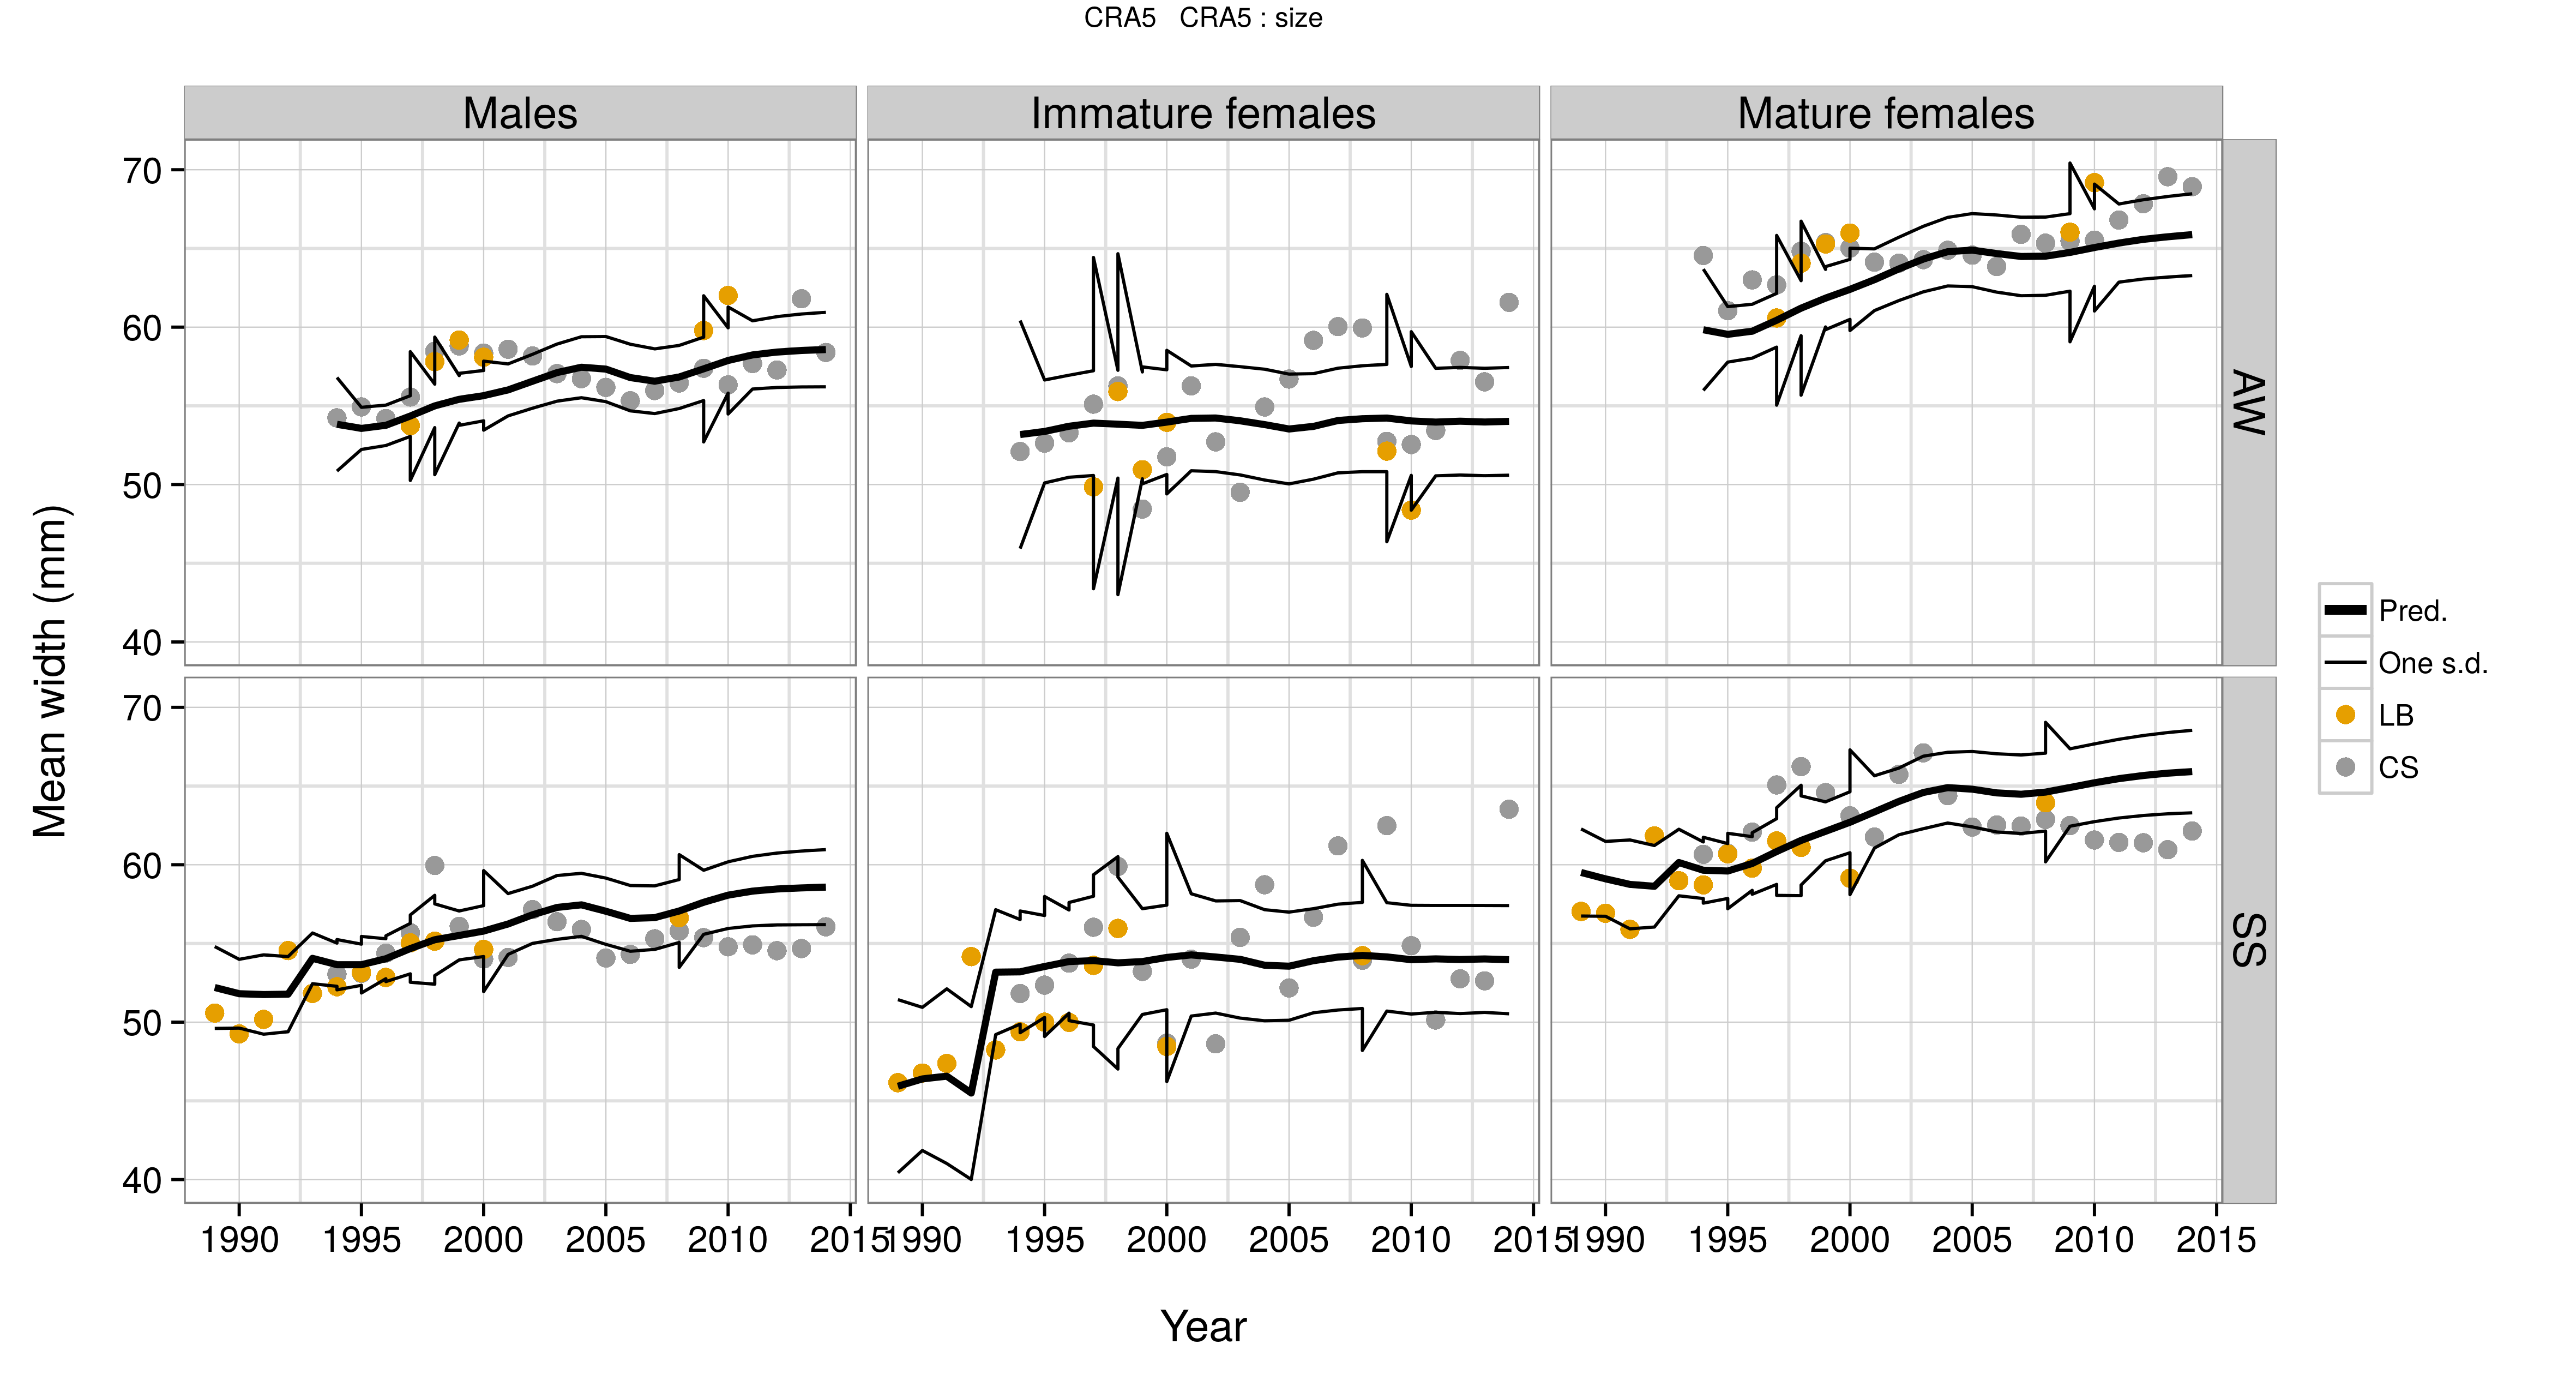 CRA5 CRA5 : size
Males Immature females Mature females
70
60
50
40
AW
70
60
50
40
SS
Mean width (mm)
1990 1995 2000 2005 2010 2015 1990 1995 2000 2005 2010 2015 1990 1995 2000 2005 2010 2015
Year
Pred.
One s.d.
LB
CS